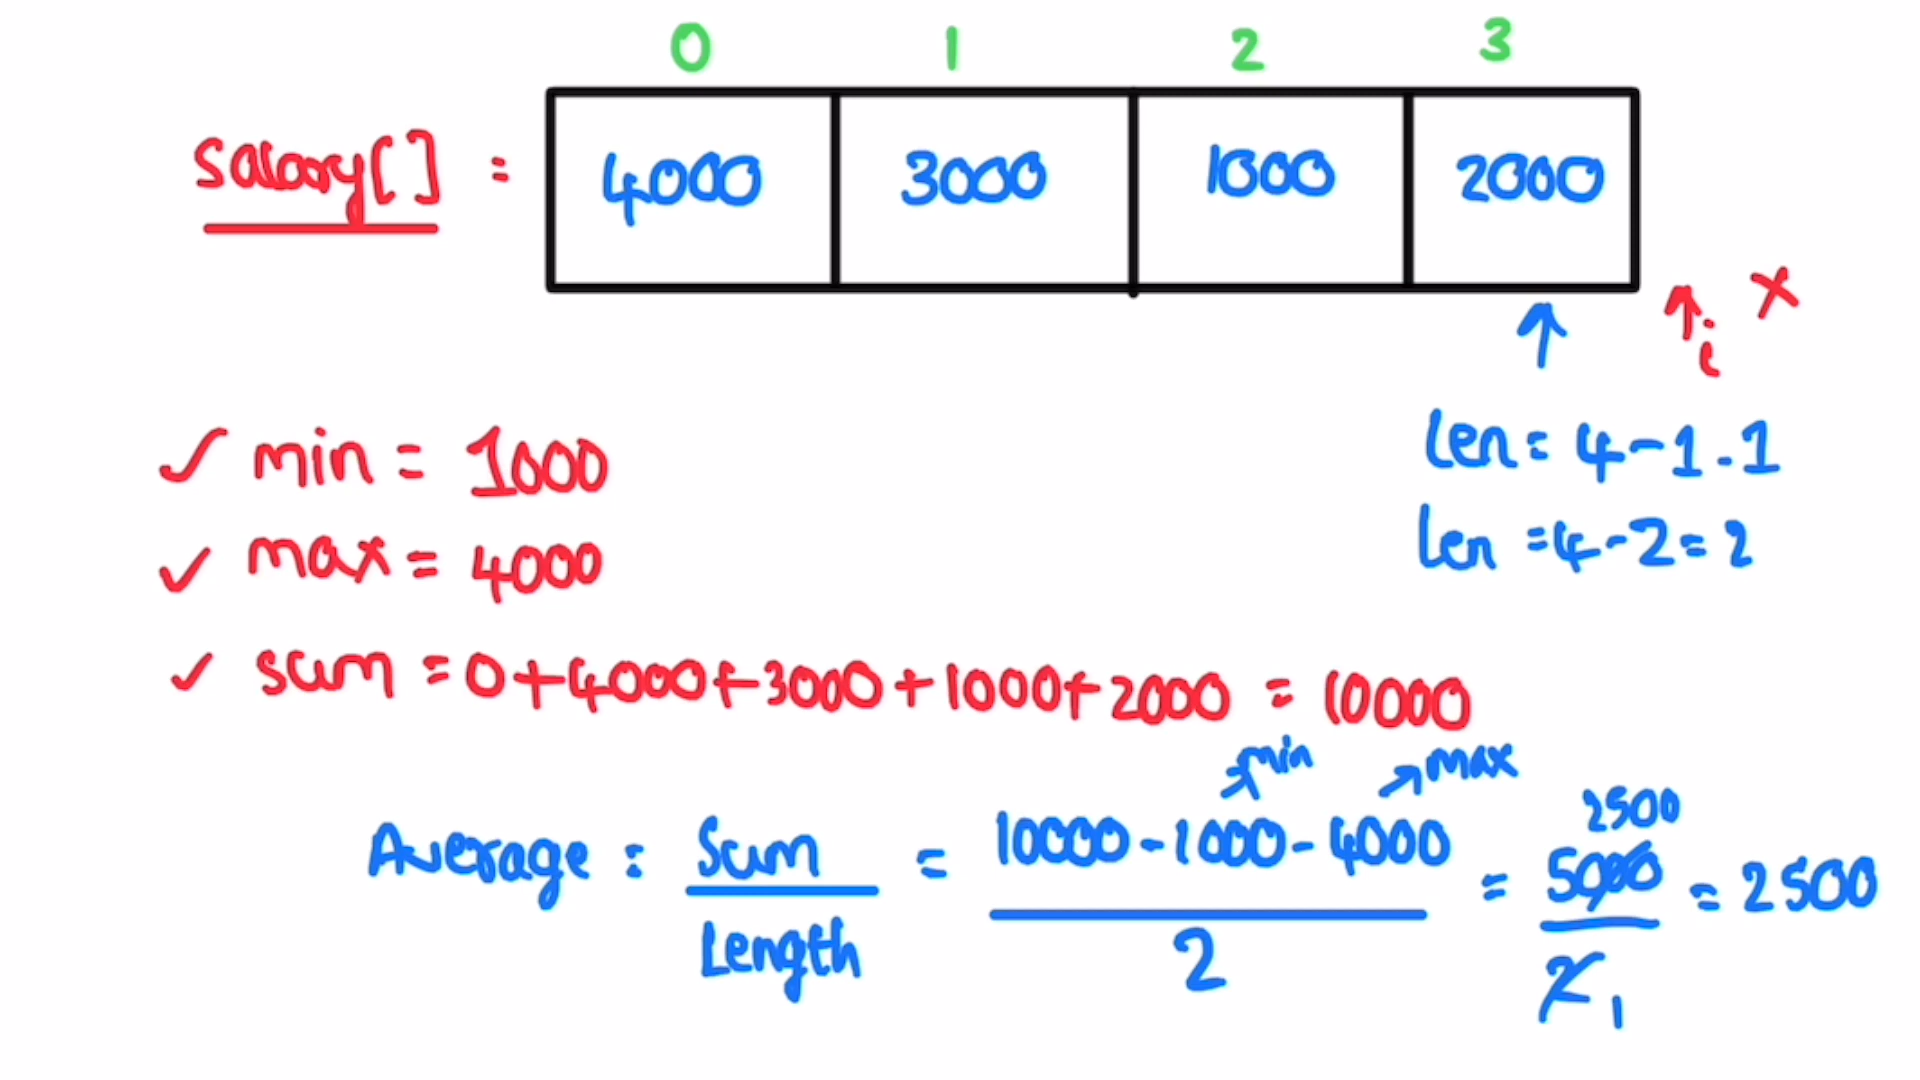 0 1 2 3
Salary[] = 4000 3000 1000 2000
i X
len = 4-1-1
len = 4-2=2
✓ min = 1000
✓ max = 4000
✓ sum = 0+4000+3000+1000+2000 = 10000
min max
Average = Sum / Length = 10000-1000-4000 / 2 = 5000 / 2 = 2500
2500
1